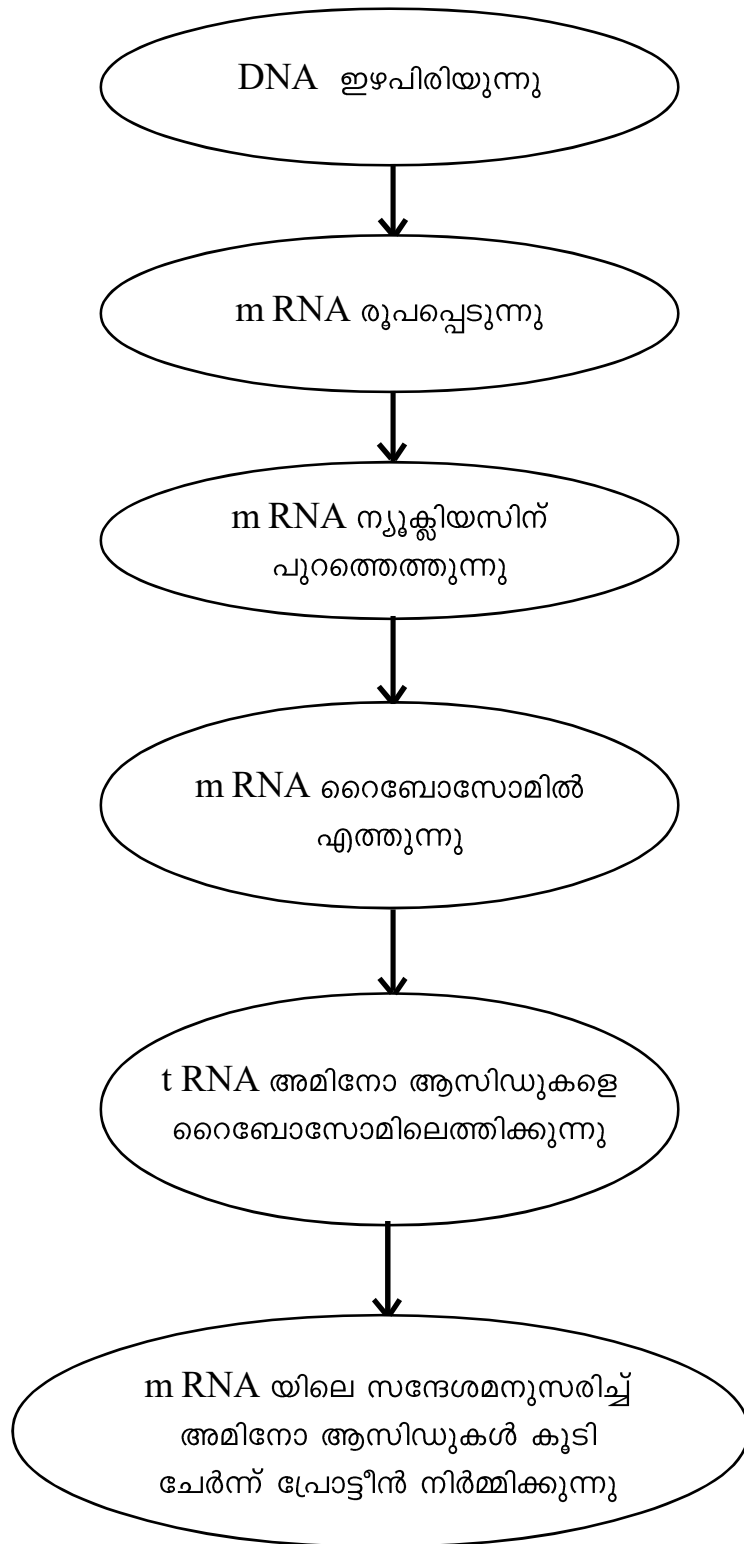 DNA ഇഴപിരിയുന്നു
m RNA രൂപപ്പെടുന്നു
m RNA ന്യൂക്ലിയസിന്
പുറത്തെത്തുന്നു
m RNA റൈബോസോമിൽ
എത്തുന്നു
t RNA അമിനോ ആസിഡുകളെ
റൈബോസോമിലെത്തിക്കുന്നു
m RNA യിലെ സന്ദേശമനുസരിച്ച്
അമിനോ ആസിഡുകൾ കൂടി
ചേർന്ന് പ്രോട്ടീൻ നിർമ്മിക്കുന്നു